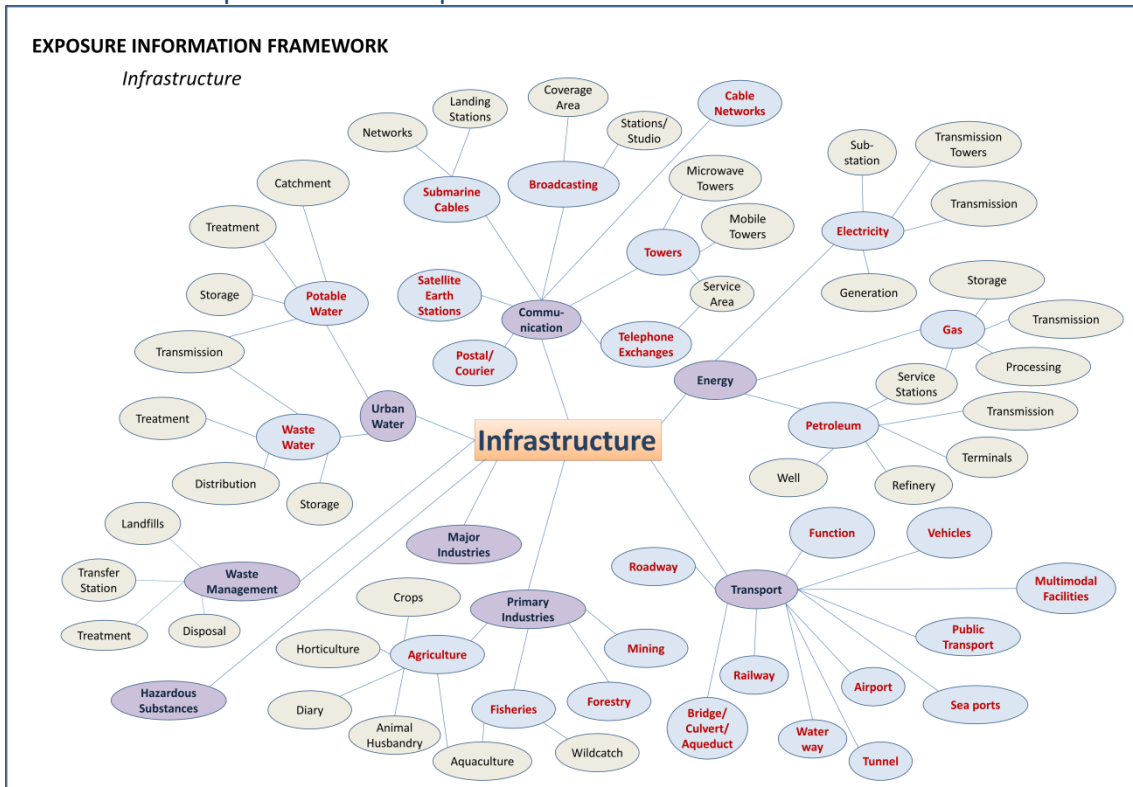 EXPOSURE INFORMATION FRAMEWORK
Infrastructure
Landing
Stations
Coverage
Area
Cable
Networks
Networks
Stations/
Studio
Sub-
station
Transmission
Towers
Submarine
Cables
Broadcasting
Microwave
Towers
Catchment
Transmission
Treatment
Mobile
Towers
Electricity
Towers
Satellite
Earth
Stations
Service
Area
Storage
Potable
Water
Generation
Storage
Commu-
nication
Gas
Transmission
Transmission
Telephone
Exchanges
Postal/
Courier
Processing
Energy
Service
Stations
Treatment
Urban
Water
Transmission
Waste
Water
Infrastructure
Petroleum
Terminals
Distribution
Well
Refinery
Storage
Landfills
Major
Industries
Function
Vehicles
Roadway
Transfer
Station
Waste
Management
Transport
Multimodal
Facilities
Crops
Primary
Industries
Treatment
Disposal
Public
Transport
Horticulture
Agriculture
Mining
Railway
Airport
Hazardous
Substances
Diary
Fisheries
Forestry
Sea ports
Animal
Husbandry
Bridge/
Culvert/
Aqueduct
Water
way
Aquaculture
Wildcatch
Tunnel